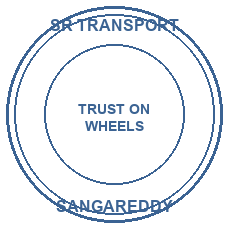 SR TRANSPORT
TRUST ON
WHEELS
SANGAREDDY